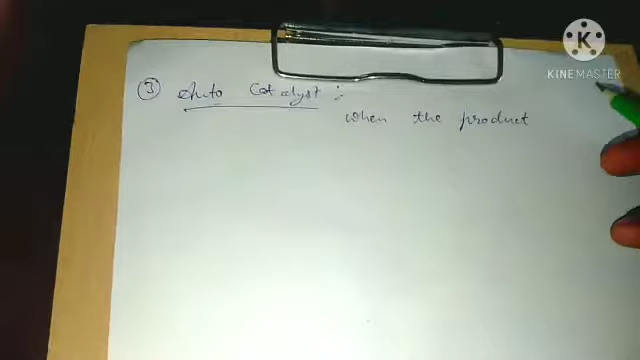 KINEMASTER
③ Auto Catalyst :
when the product